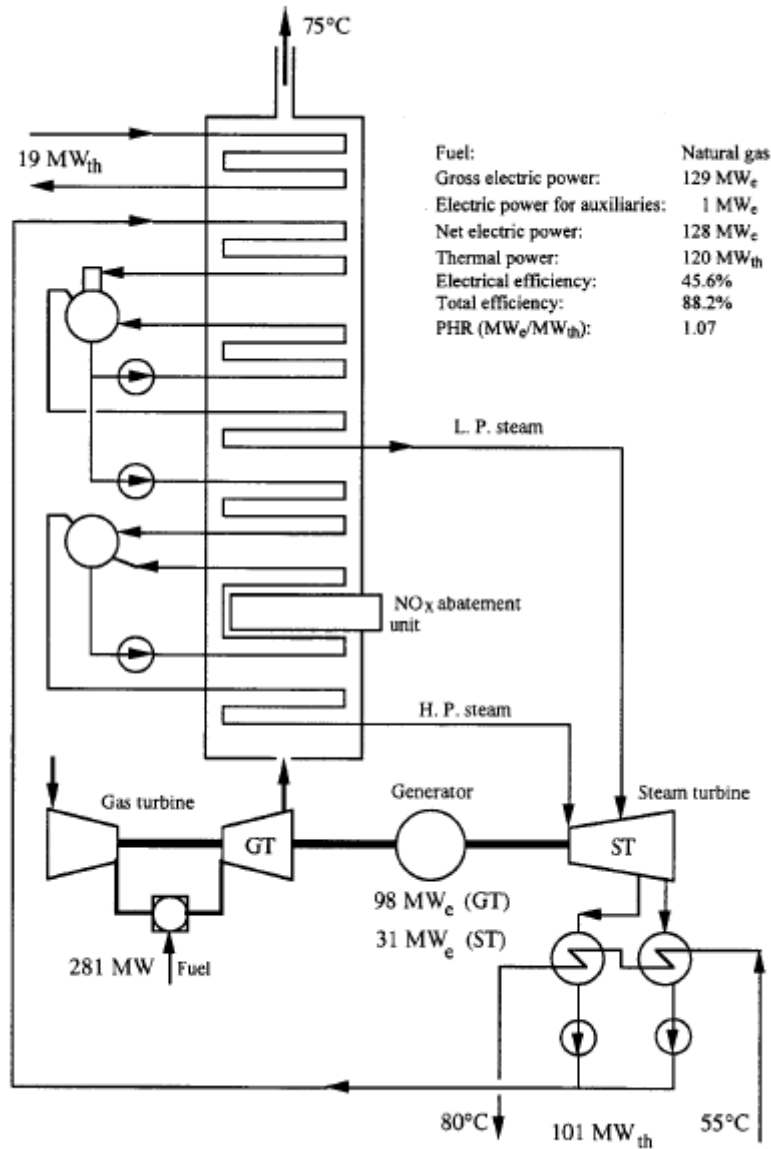 75°C
19 MWth
Fuel: Natural gas
Gross electric power: 129 MWe
Electric power for auxiliaries: 1 MWe
Net electric power: 128 MWe
Thermal power: 120 MWth
Electrical efficiency: 45.6%
Total efficiency: 88.2%
PHR (MWe/MWth): 1.07
L. P. steam
NOx abatement
unit
H. P. steam
Gas turbine
Generator
Steam turbine
GT
ST
98 MWe (GT)
31 MWe (ST)
281 MW
Fuel
80°C
101 MWth
55°C